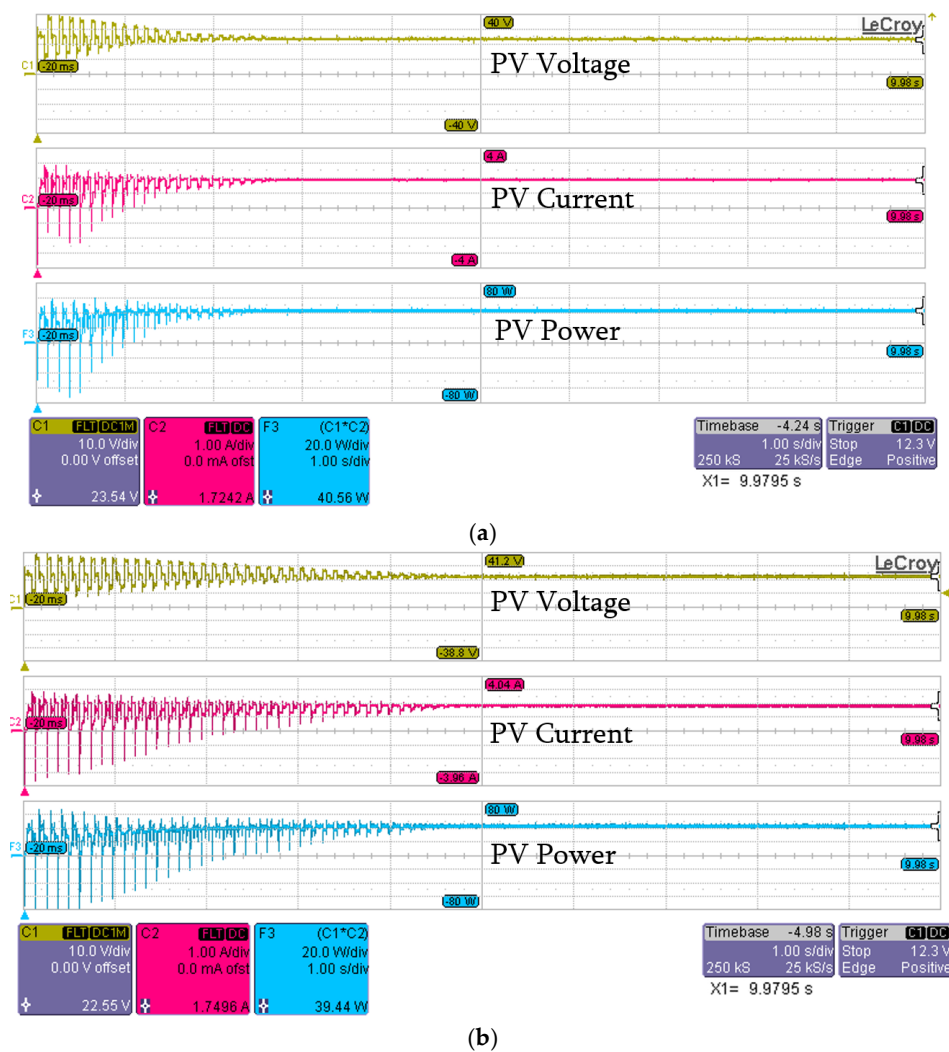 40 V
LeCroy
C1
-20 ms
PV Voltage
9.98 s
-40 V
4 A
C2
-20 ms
PV Current
9.98 s
-4 A
80 W
F3
-20 ms
PV Power
9.98 s
-80 W
C1 FLT DC1M
10.0 V/div
0.00 V offset
23.54 V
C2 FLT DC
1.00 A/div
0.0 mA ofst
1.7242 A
F3 (C1*C2)
20.0 W/div
1.00 s/div
40.56 W
Timebase -4.24 s
1.00 s/div
250 kS 25 kS/s
Trigger C1 DC
Stop 12.3 V
Edge Positive
X1= 9.9795 s
(a)
41.2 V
LeCroy
C1
-20 ms
PV Voltage
9.98 s
-38.8 V
4.04 A
C2
-20 ms
PV Current
9.98 s
-3.96 A
80 W
F3
-20 ms
PV Power
9.98 s
-80 W
C1 FLT DC1M
10.0 V/div
0.00 V offset
22.55 V
C2 FLT DC
1.00 A/div
0.0 mA ofst
1.7496 A
F3 (C1*C2)
20.0 W/div
1.00 s/div
39.44 W
Timebase -4.98 s
1.00 s/div
250 kS 25 kS/s
Trigger C1 DC
Stop 12.3 V
Edge Positive
X1= 9.9795 s
(b)